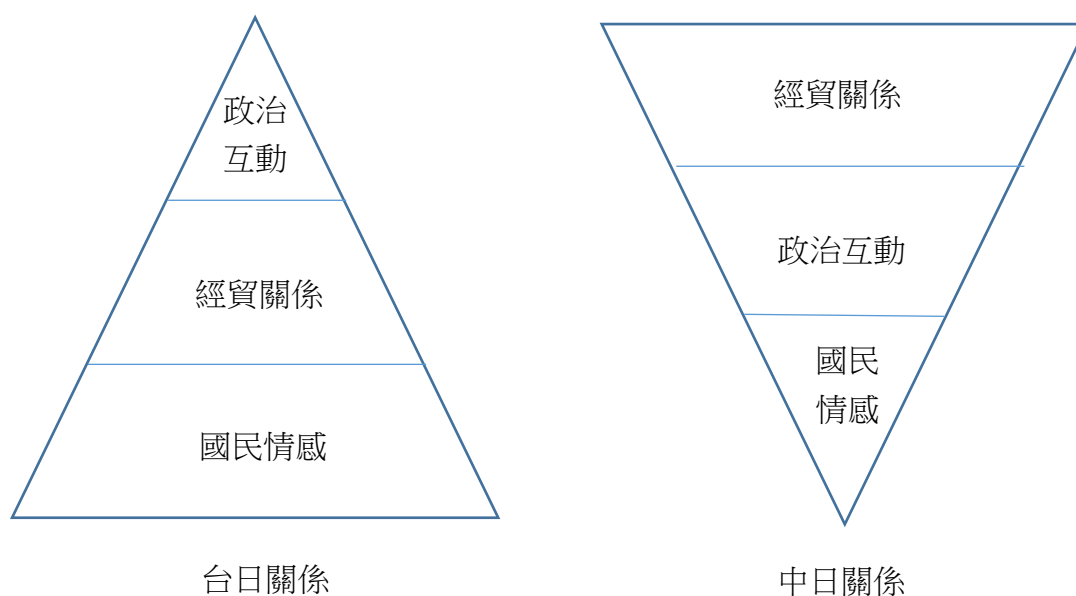 政治
互動
經貿關係
國民情感
台日關係
經貿關係
政治互動
國民
情感
中日關係